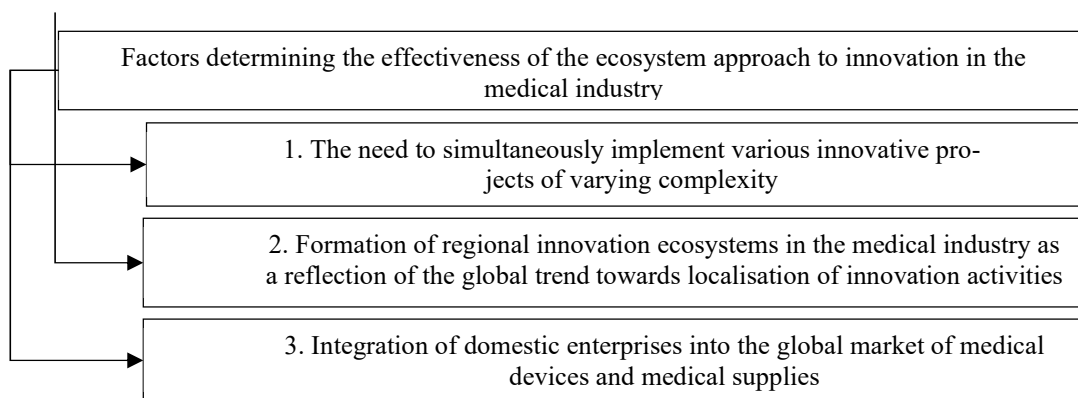 Factors determining the effectiveness of the ecosystem approach to innovation in the
medical industry
1. The need to simultaneously implement various innovative pro-
jects of varying complexity
2. Formation of regional innovation ecosystems in the medical industry as
a reflection of the global trend towards localisation of innovation activities
3. Integration of domestic enterprises into the global market of medical
devices and medical supplies